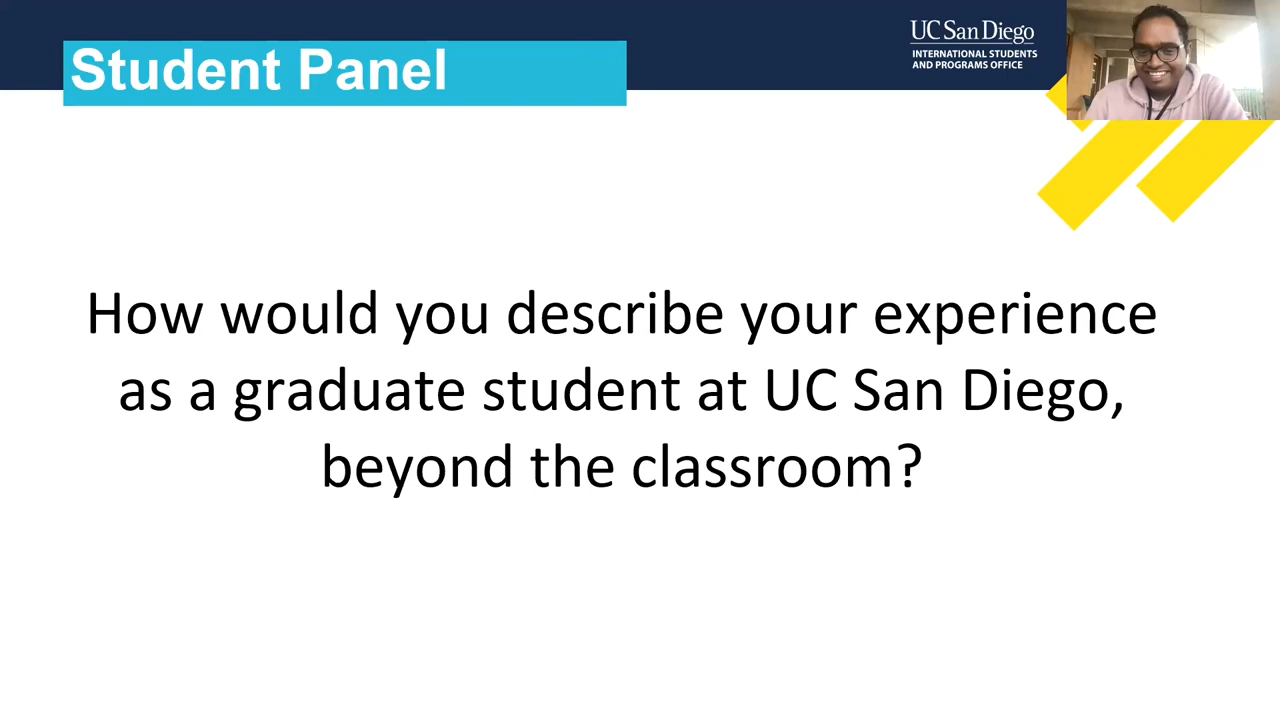 Student Panel
UC San Diego
INTERNATIONAL STUDENTS
AND PROGRAMS OFFICE
How would you describe your experience
as a graduate student at UC San Diego,
beyond the classroom?